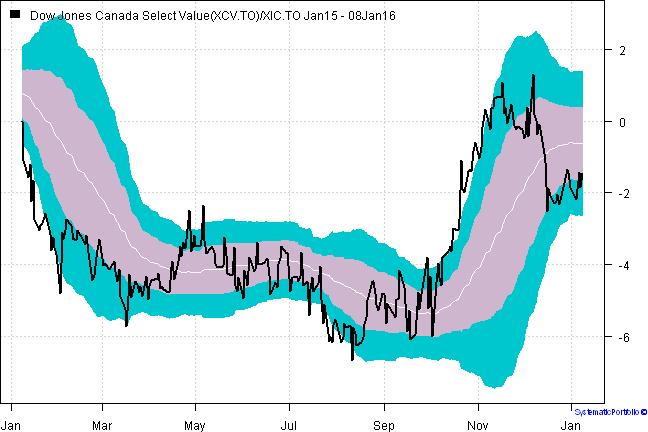 Dow Jones Canada Select Value(XCV.TO)/XIC.TO Jan15 - 08Jan16
2
0
-2
-4
-6
Jan Mar May Jul Sep Nov Jan
SystematicPortfolio ©